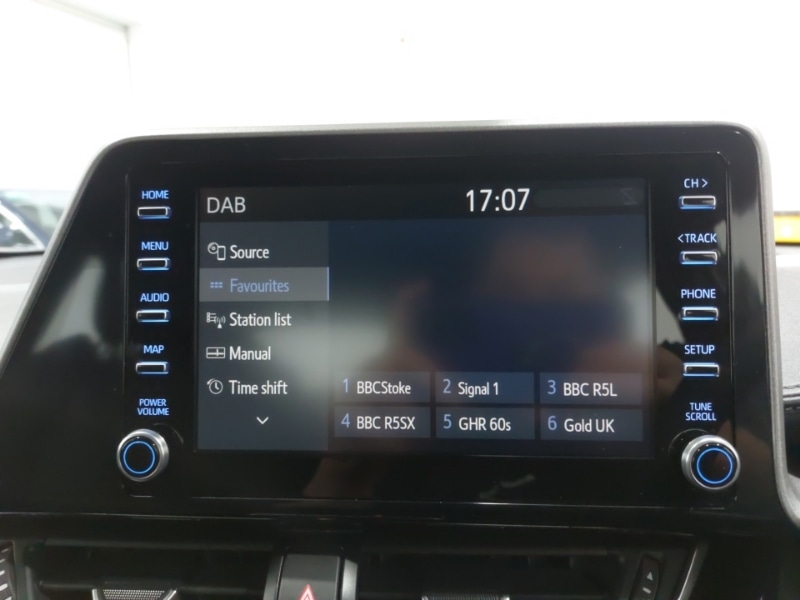 DAB 17:07
HOME
MENU
AUDIO
MAP
POWER
VOLUME
Source
Favourites
Station list
Manual
Time shift
1 BBCStoke 2 Signal 1 3 BBC R5L
4 BBC R5SX 5 GHR 60s 6 Gold UK
CH >
< TRACK
PHONE
SETUP
TUNE
SCROLL